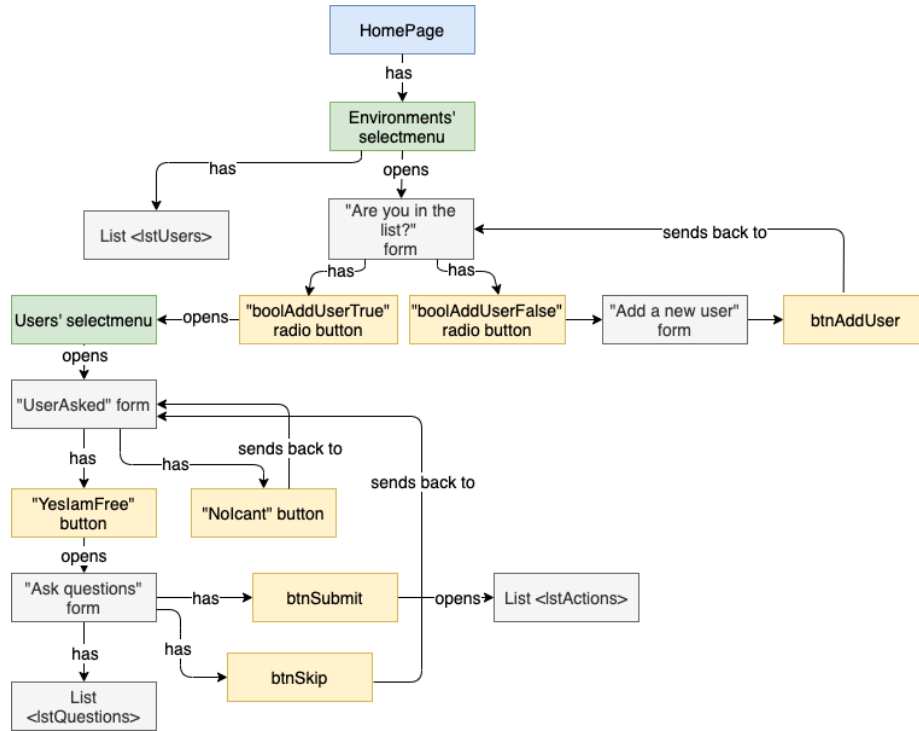 HomePage
has
Environments'
selectmenu
has
opens
"Are you in the
list?"
form
List <lstUsers>
sends back to
has
has
Users' selectmenu
opens
"boolAddUserTrue"
radio button
"boolAddUserFalse"
radio button
"Add a new user"
form
btnAddUser
opens
"UserAsked" form
has
has
sends back to
sends back to
"YesIamFree"
button
"NoIcant" button
opens
"Ask questions"
form
has
btnSubmit
opens
List <lstActions>
has
has
btnSkip
List
<lstQuestions>